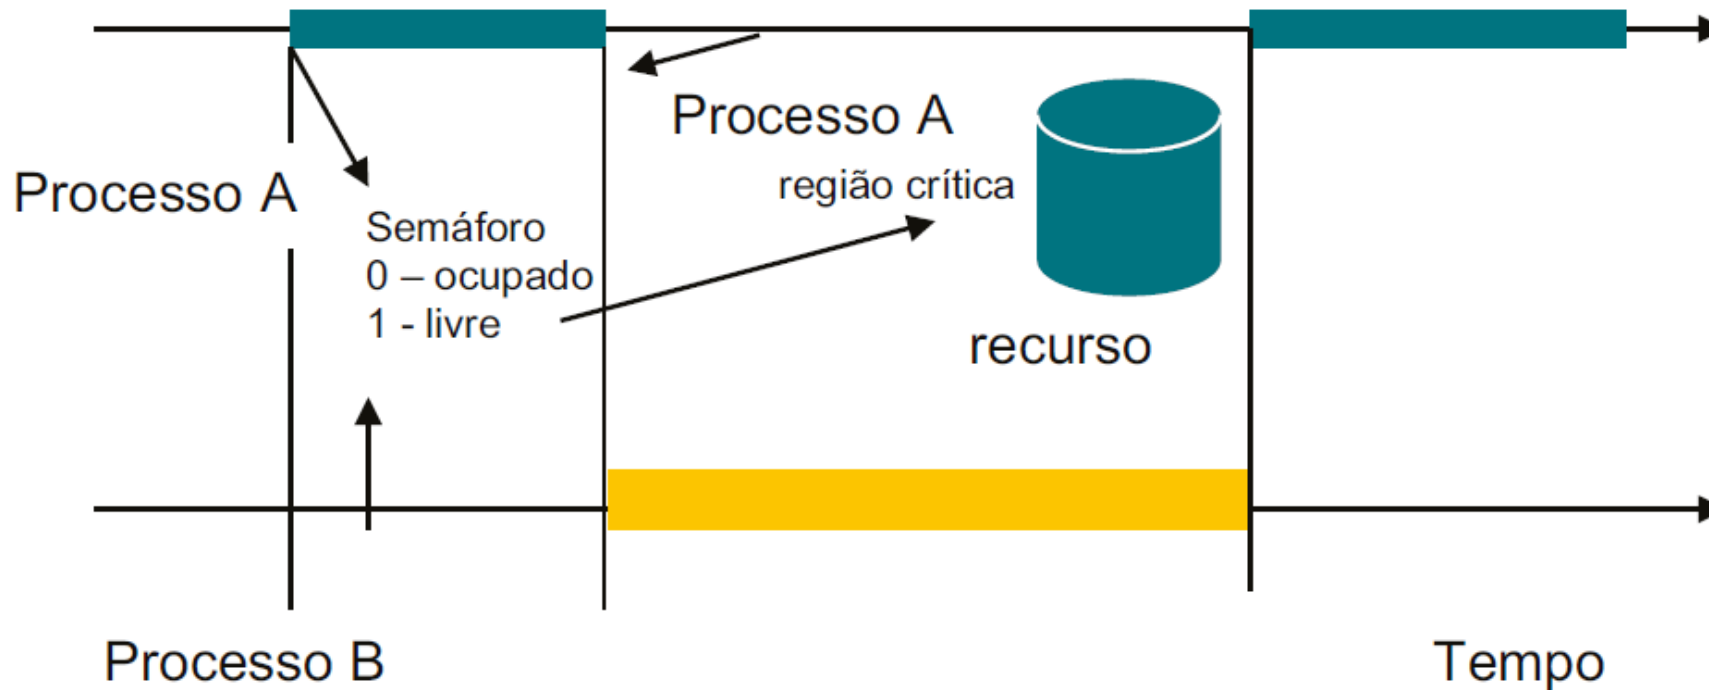 Processo A
Processo A
região crítica
Semáforo
0 – ocupado
1 - livre
recurso
Processo B
Tempo